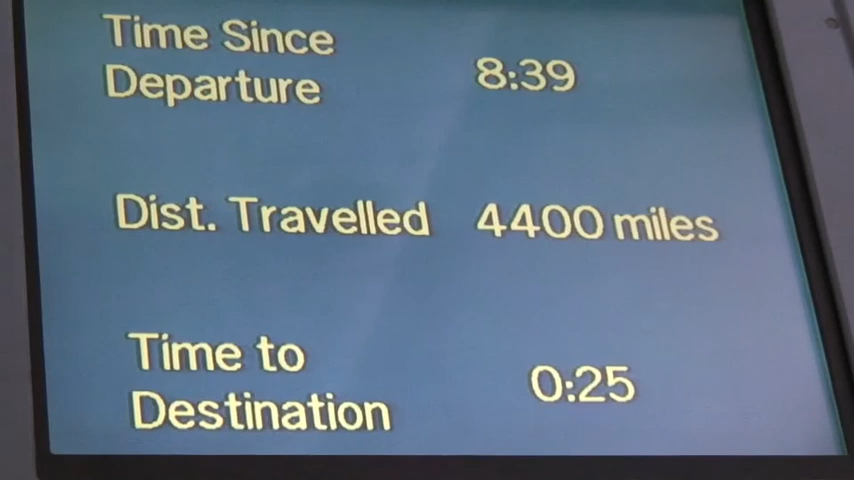 Time Since
Departure 8:39
Dist. Travelled 4400 miles
Time to
Destination 0:25